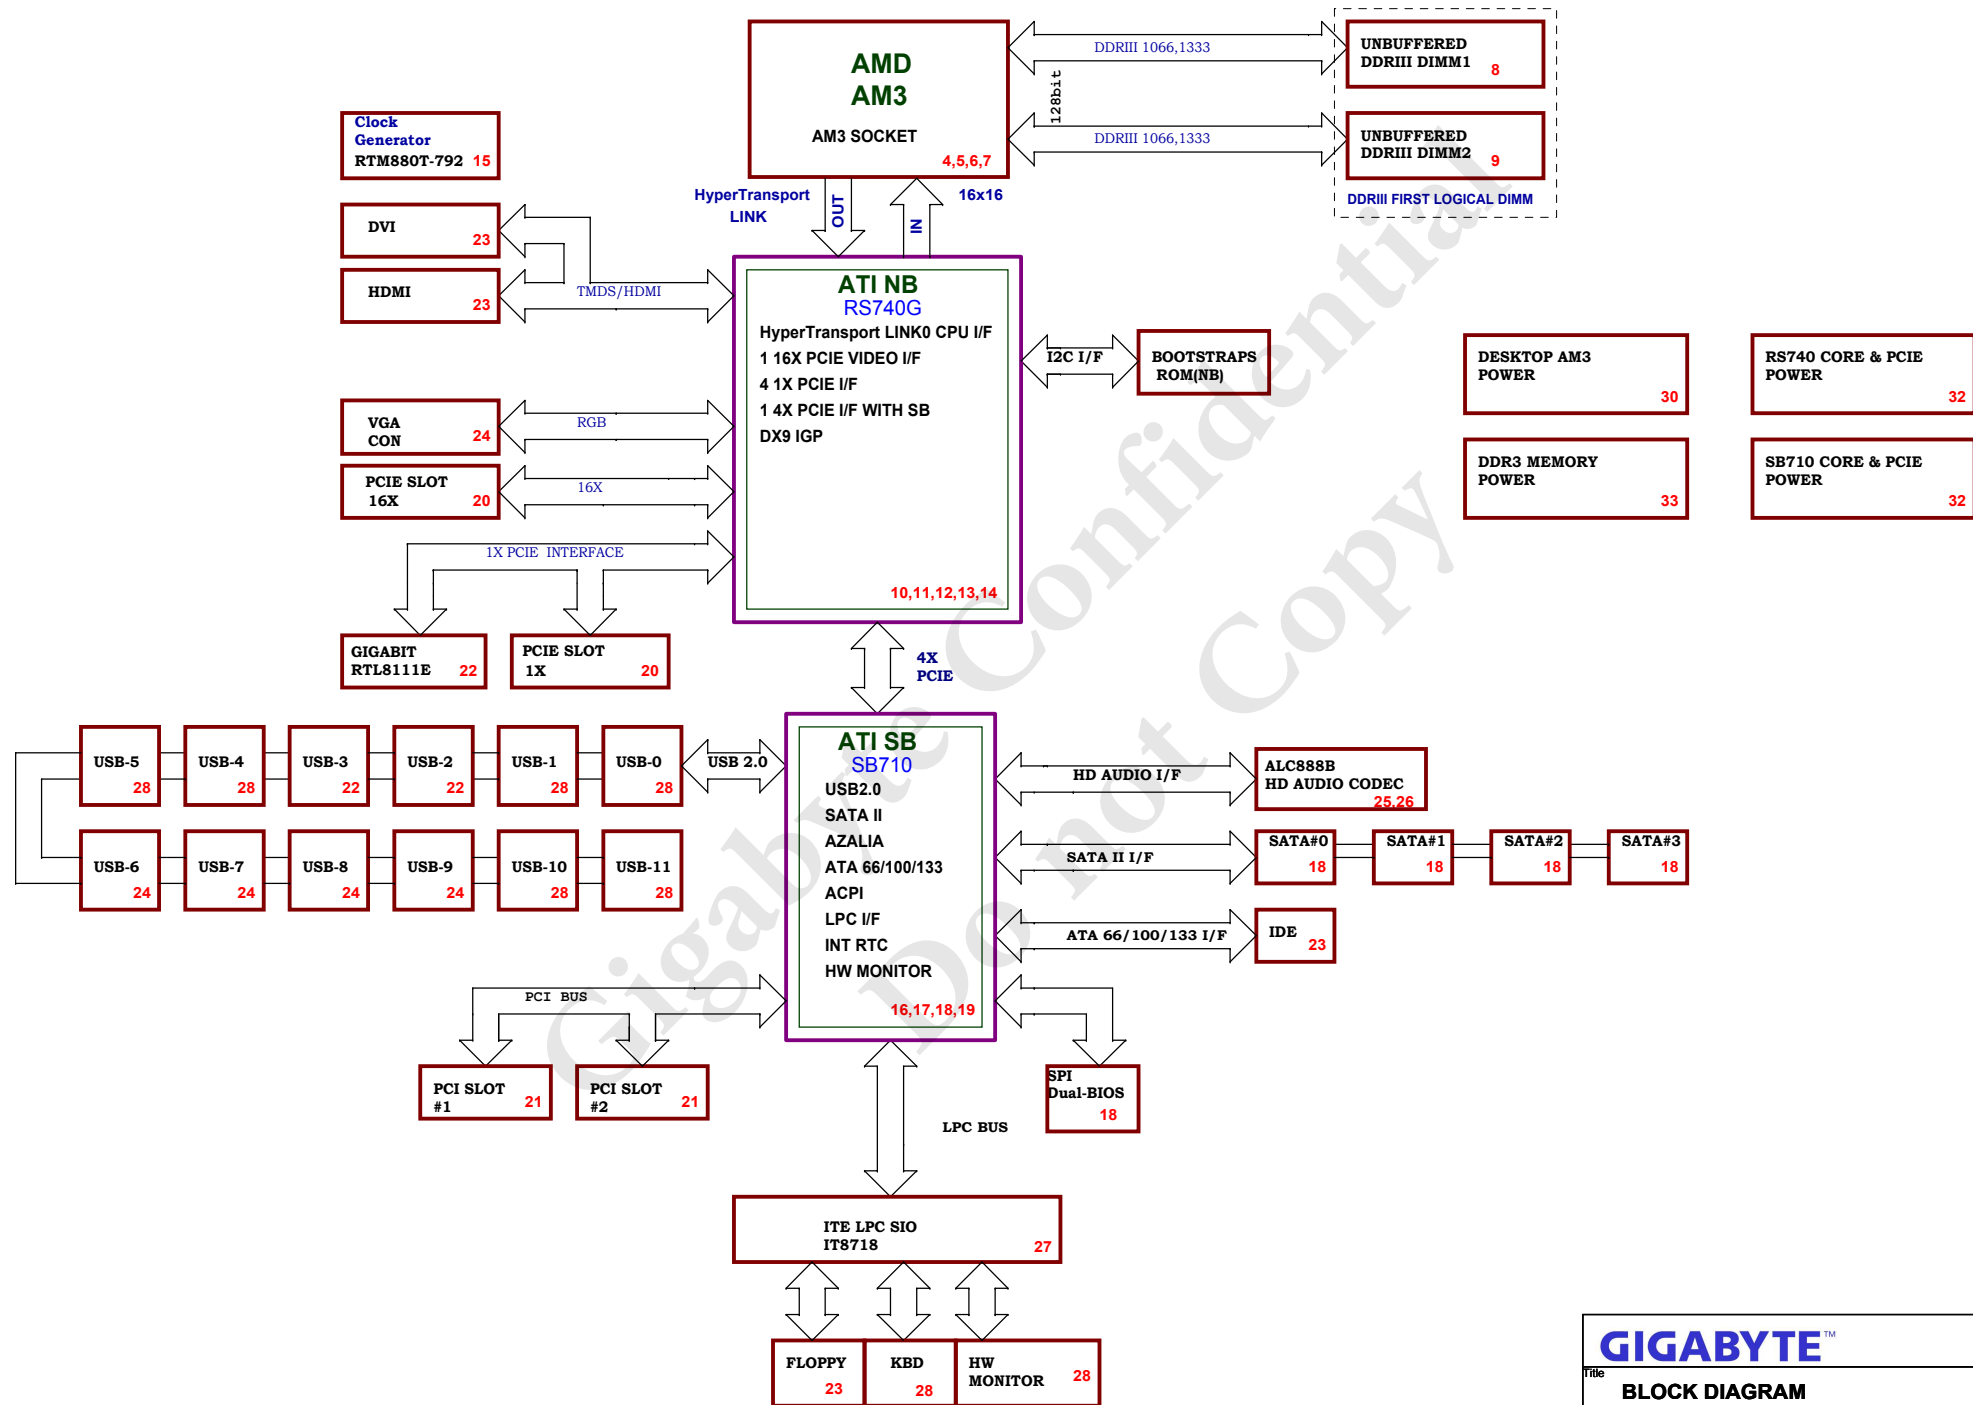 AMD
AM3
AM3 SOCKET
4,5,6,7
DDRIII 1066,1333
128bit
DDRIII 1066,1333
UNBUFFERED
DDRIII DIMM1
8
UNBUFFERED
DDRIII DIMM2
9
DDRIII FIRST LOGICAL DIMM
Clock
Generator
RTM880T-792 15
HyperTransport
LINK
OUT
IN
16x16
DVI
23
HDMI
23
TMDS/HDMI
ATI NB
RS740G
HyperTransport LINK0 CPU I/F
1 16X PCIE VIDEO I/F
4 1X PCIE I/F
1 4X PCIE I/F WITH SB
DX9 IGP
10,11,12,13,14
I2C I/F
BOOTSTRAPS
ROM(NB)
DESKTOP AM3
POWER
30
RS740 CORE & PCIE
POWER
32
DDR3 MEMORY
POWER
33
SB710 CORE & PCIE
POWER
32
VGA
CON
24
RGB
PCIE SLOT
16X
20
16X
1X PCIE INTERFACE
GIGABIT
RTL8111E
22
PCIE SLOT
1X
20
4X
PCIE
USB-5
28
USB-4
28
USB-3
22
USB-2
22
USB-1
28
USB-0
28
USB 2.0
USB-6
24
USB-7
24
USB-8
24
USB-9
24
USB-10
28
USB-11
28
ATI SB
SB710
USB2.0
SATA II
AZALIA
ATA 66/100/133
ACPI
LPC I/F
INT RTC
HW MONITOR
16,17,18,19
HD AUDIO I/F
ALC888B
HD AUDIO CODEC
25,26
SATA II I/F
SATA#0
18
SATA#1
18
SATA#2
18
SATA#3
18
ATA 66/100/133 I/F
IDE
23
PCI BUS
PCI SLOT
#1
21
PCI SLOT
#2
21
SPI
Dual-BIOS
18
LPC BUS
ITE LPC SIO
IT8718
27
FLOPPY
23
KBD
28
HW
MONITOR
28
Gigabyte Confidential
Do not Copy
GIGABYTE™
Title
BLOCK DIAGRAM